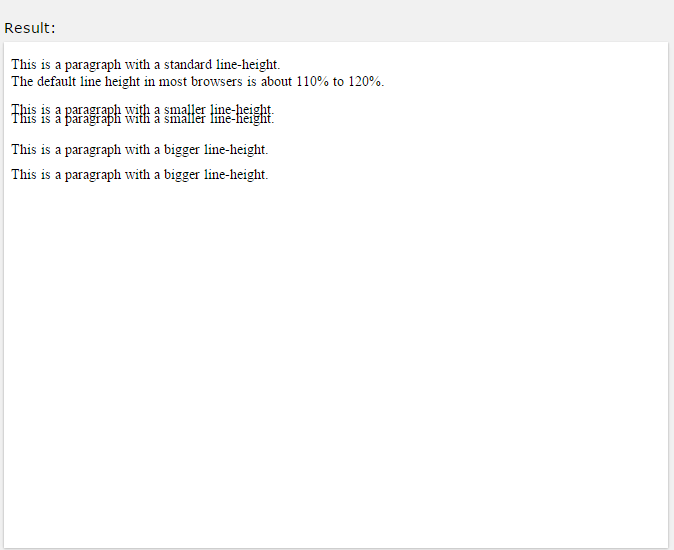 Result:
This is a paragraph with a standard line-height.
The default line height in most browsers is about 110% to 120%.
This is a paragraph with a smaller line-height.
This is a paragraph with a smaller line-height.
This is a paragraph with a bigger line-height.
This is a paragraph with a bigger line-height.